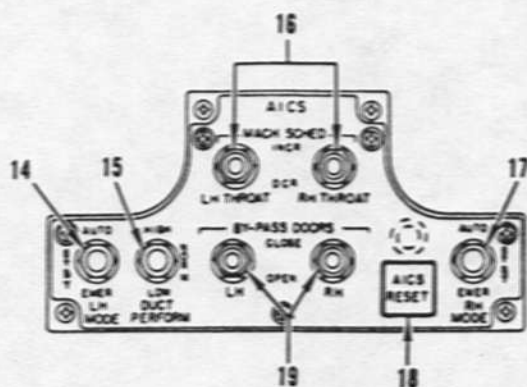 16
AICS
MACH SCHED
INCR
14
15
17
DCR
LH THROAT
RH THROAT
AUTO
HIGH
BY-PASS DOORS
AUTO
CLOSE
OPEN
EMER
LOW
LH
RH
AICS
RESET
EMER
LH
MODE
DUCT
PERFORM
RH
MODE
19
18